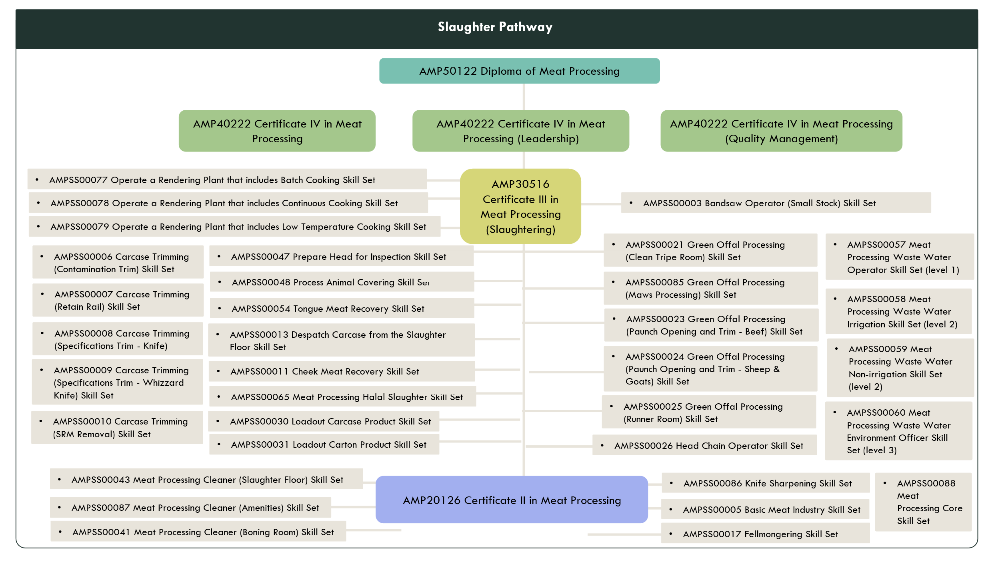 Slaughter Pathway
AMP50122 Diploma of Meat Processing
AMP40222 Certificate IV in Meat
Processing
AMP40222 Certificate IV in Meat
Processing (Leadership)
AMP40222 Certificate IV in Meat Processing
(Quality Management)
• AMPSS00077 Operate a Rendering Plant that includes Batch Cooking Skill Set
• AMPSS00078 Operate a Rendering Plant that includes Continuous Cooking Skill Set
• AMPSS00079 Operate a Rendering Plant that includes Low Temperature Cooking Skill Set
AMP30516
Certificate III in
Meat Processing
(Slaughtering)
• AMPSS00003 Bandsaw Operator (Small Stock) Skill Set
• AMPSS00006 Carcase Trimming
(Contamination Trim) Skill Set
• AMPSS00007 Carcase Trimming
(Retain Rail) Skill Set
• AMPSS00008 Carcase Trimming
(Specifications Trim - Knife)
• AMPSS00009 Carcase Trimming
(Specifications Trim - Whizzard
Knife) Skill Set
• AMPSS00010 Carcase Trimming
(SRM Removal) Skill Set
• AMPSS00047 Prepare Head for Inspection Skill Set
• AMPSS00048 Process Animal Covering Skill Set
• AMPSS00054 Tongue Meat Recovery Skill Set
• AMPSS00013 Despatch Carcase from the Slaughter
Floor Skill Set
• AMPSS00011 Cheek Meat Recovery Skill Set
• AMPSS00065 Meat Processing Halal Slaughter Skill Set
• AMPSS00030 Loadout Carcase Product Skill Set
• AMPSS00031 Loadout Carton Product Skill Set
• AMPSS00021 Green Offal Processing
(Clean Tripe Room) Skill Set
• AMPSS00085 Green Offal Processing
(Maws Processing) Skill Set
• AMPSS00023 Green Offal Processing
(Paunch Opening and Trim - Beef) Skill Set
• AMPSS00024 Green Offal Processing
(Paunch Opening and Trim - Sheep &
Goats) Skill Set
• AMPSS00025 Green Offal Processing
(Runner Room) Skill Set
• AMPSS00026 Head Chain Operator Skill Set
• AMPSS00057 Meat
Processing Waste Water
Operator Skill Set (level 1)
• AMPSS00058 Meat
Processing Waste Water
Irrigation Skill Set (level 2)
• AMPSS00059 Meat
Processing Waste Water
Non-irrigation Skill Set
(level 2)
• AMPSS00060 Meat
Processing Waste Water
Environment Officer Skill
Set (level 3)
• AMPSS00043 Meat Processing Cleaner (Slaughter Floor) Skill Set
• AMPSS00087 Meat Processing Cleaner (Amenities) Skill Set
• AMPSS00041 Meat Processing Cleaner (Boning Room) Skill Set
AMP20126 Certificate II in Meat Processing
• AMPSS00086 Knife Sharpening Skill Set
• AMPSS00005 Basic Meat Industry Skill Set
• AMPSS00017 Fellmongering Skill Set
• AMPSS00088
Meat
Processing Core
Skill Set